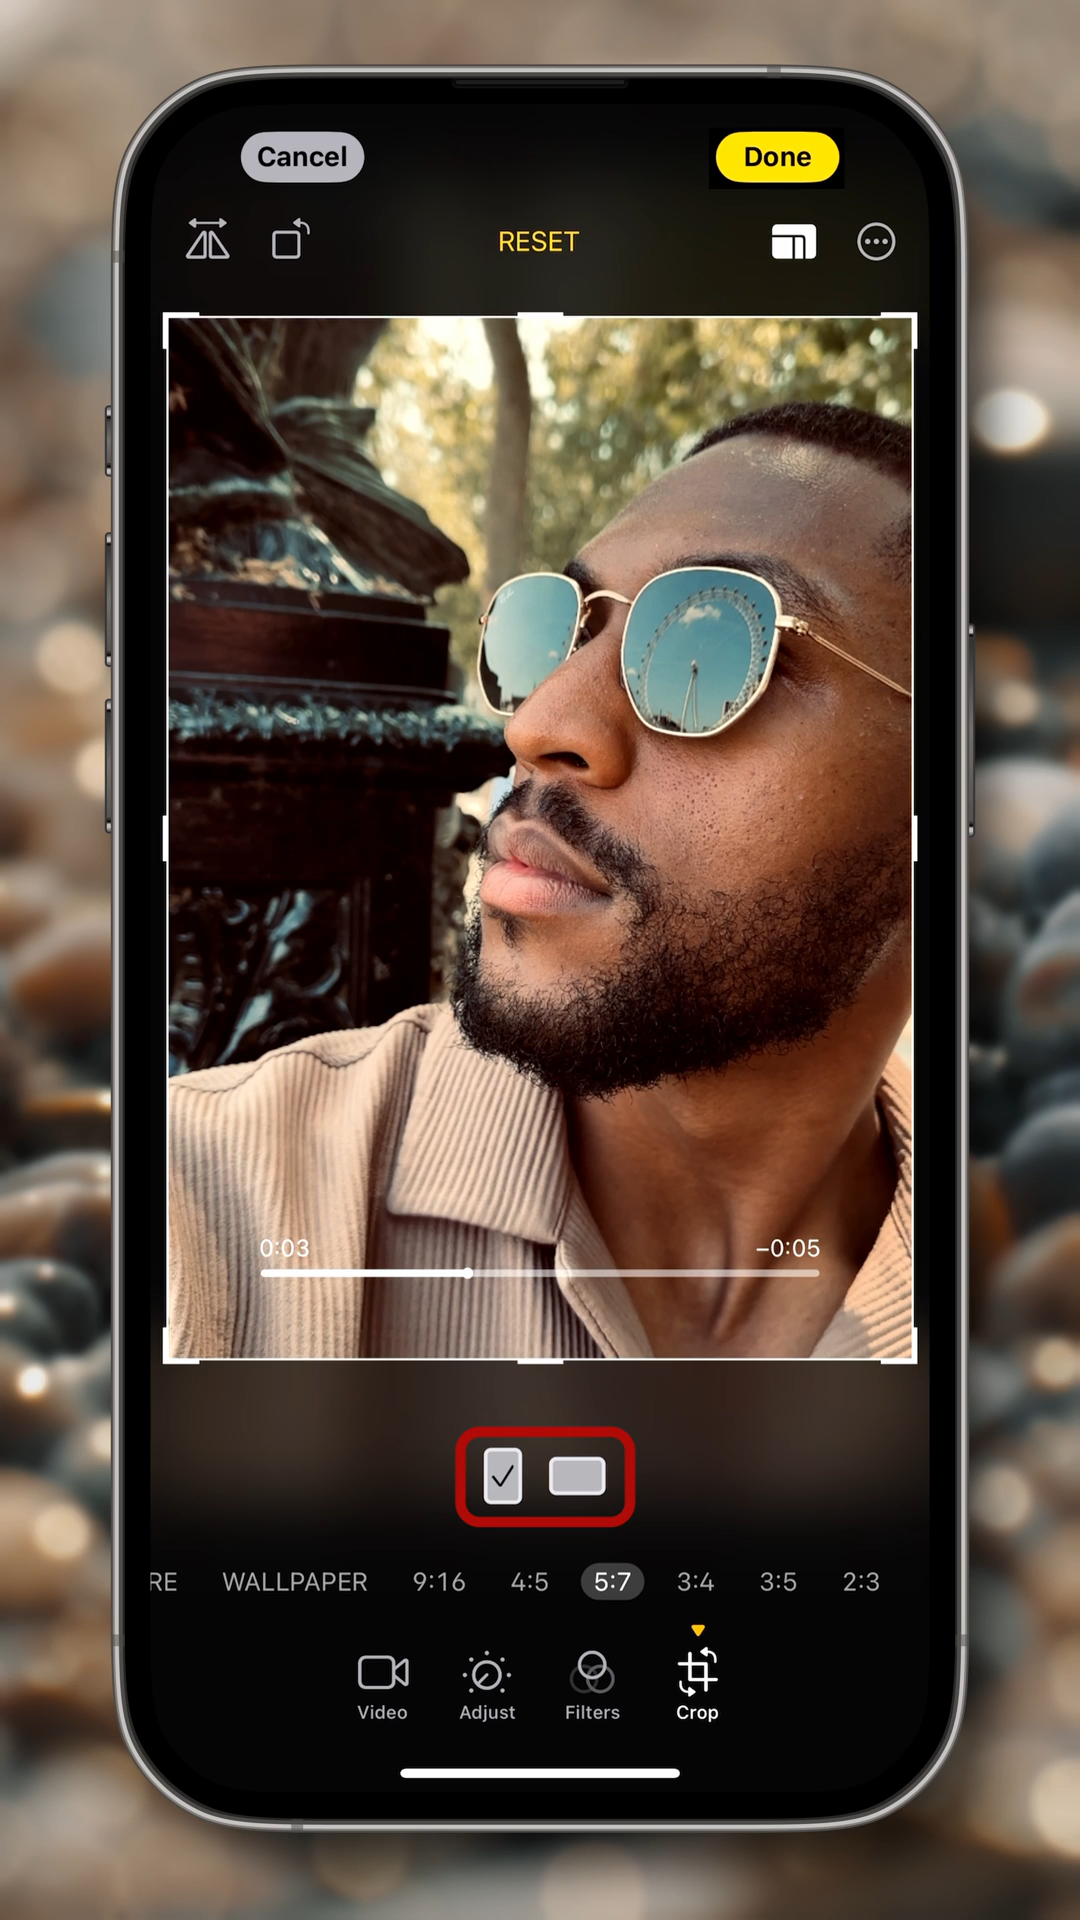 Cancel
Done
RESET
0:03
–0:05
RE WALLPAPER 9:16 4:5 5:7 3:4 3:5 2:3
Video Adjust Filters Crop